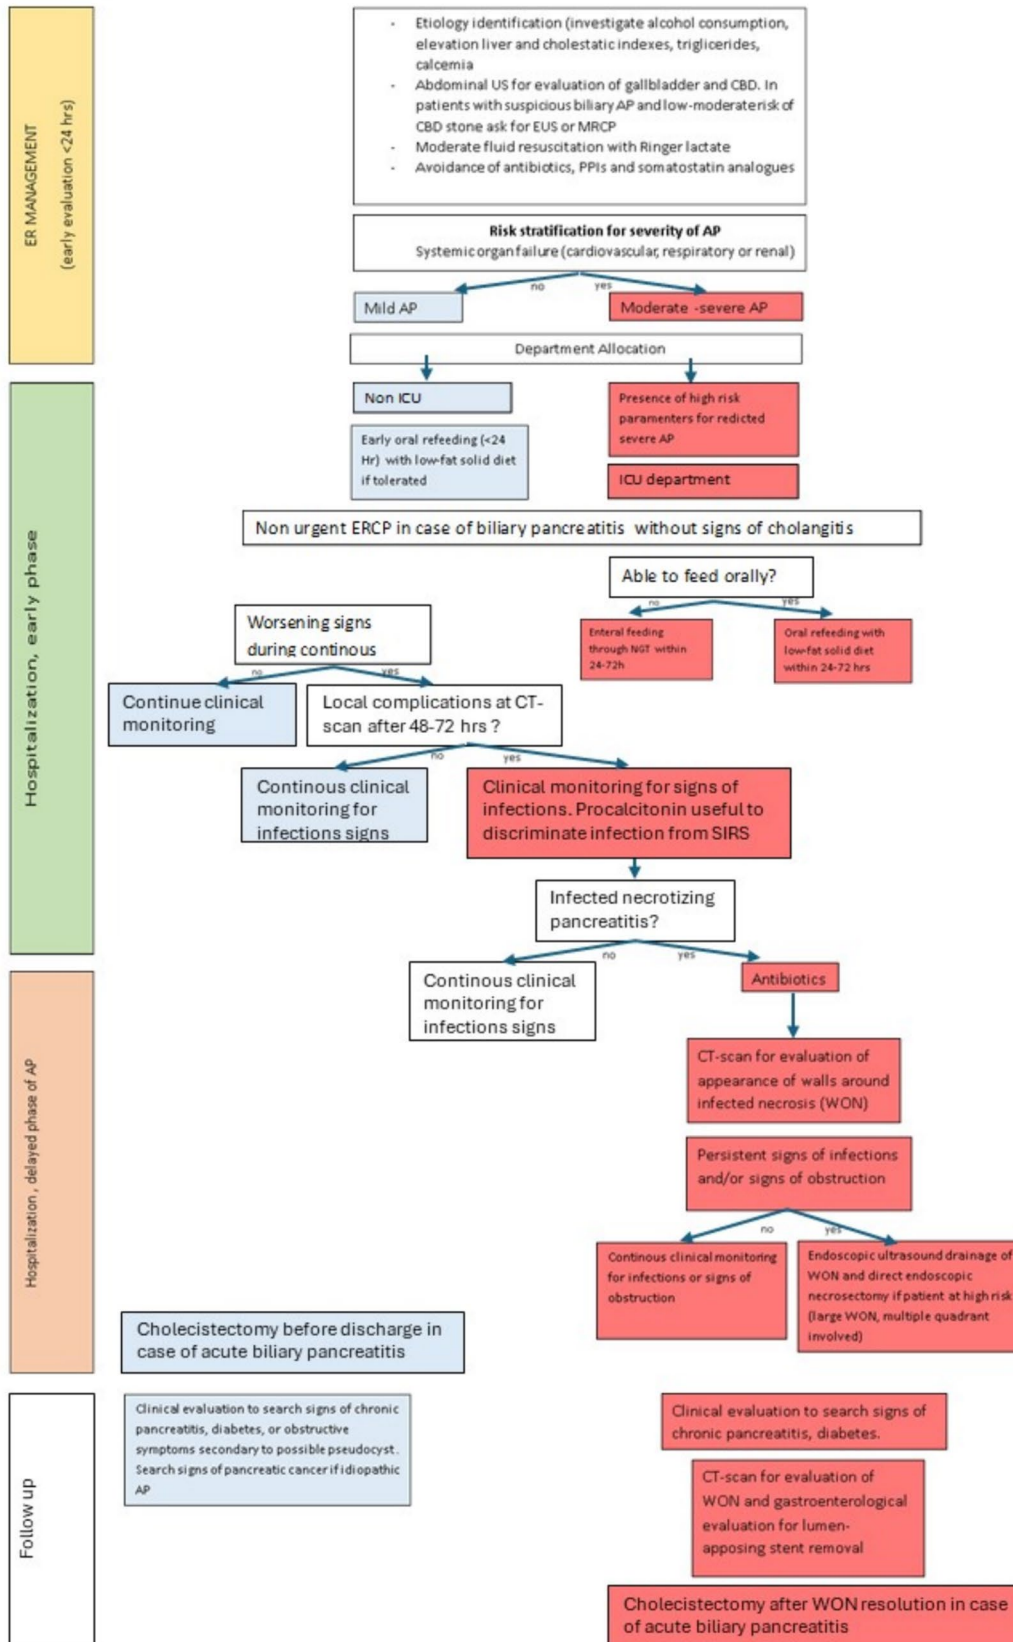 ER MANAGEMENT
(early evaluation <24 hrs)
- Etiology identification (investigate alcohol consumption,
elevation liver and cholestatic indexes, triglicerides,
calcemia
- Abdominal US for evaluation of gallbladder and CBD. In
patients with suspicious biliary AP and low-moderate risk of
CBD stone ask for EUS or MRCP
- Moderate fluid resuscitation with Ringer lactate
- Avoidance of antibiotics, PPIs and somatostatin analogues
Risk stratification for severity of AP
Systemic organ failure (cardiovascular, respiratory or renal)
no
yes
Mild AP
Moderate -severe AP
Department Allocation
Hospitalization, early phase
Non ICU
Presence of high risk
paramenters for redicted
severe AP
Early oral refeeding (<24
Hr) with low-fat solid diet
if tolerated
ICU department
Non urgent ERCP in case of biliary pancreatitis without signs of cholangitis
Able to feed orally?
no
yes
Enteral feeding
through NGT within
24-72h
Oral refeeding with
low-fat solid diet
within 24-72 hrs
Worsening signs
during continous
no
yes
Continue clinical
monitoring
Local complications at CT-
scan after 48-72 hrs ?
no
yes
Continous clinical
monitoring for
infections signs
Clinical monitoring for signs of
infections. Procalcitonin useful to
discriminate infection from SIRS
Infected necrotizing
pancreatitis?
no
yes
Continous clinical
monitoring for
infections signs
Antibiotics
Hospitalization , delayed phase of AP
CT-scan for evaluation of
appearance of walls around
infected necrosis (WON)
Persistent signs of infections
and/or signs of obstruction
no
yes
Continous clinical monitoring
for infections or signs of
obstruction
Endoscopic ultrasound drainage of
WON and direct endoscopic
necrosectomy if patient at high risk
(large WON, multiple quadrant
involved)
Cholecistectomy before discharge in
case of acute biliary pancreatitis
Follow up
Clinical evaluation to search signs of chronic
pancreatitis, diabetes, or obstructive
symptoms secondary to possible pseudocyst.
Search signs of pancreatic cancer if idiopathic
AP
Clinical evaluation to search signs of
chronic pancreatitis, diabetes.
CT-scan for evaluation of
WON and gastroenterological
evaluation for lumen-
apposing stent removal
Cholecistectomy after WON resolution in case
of acute biliary pancreatitis